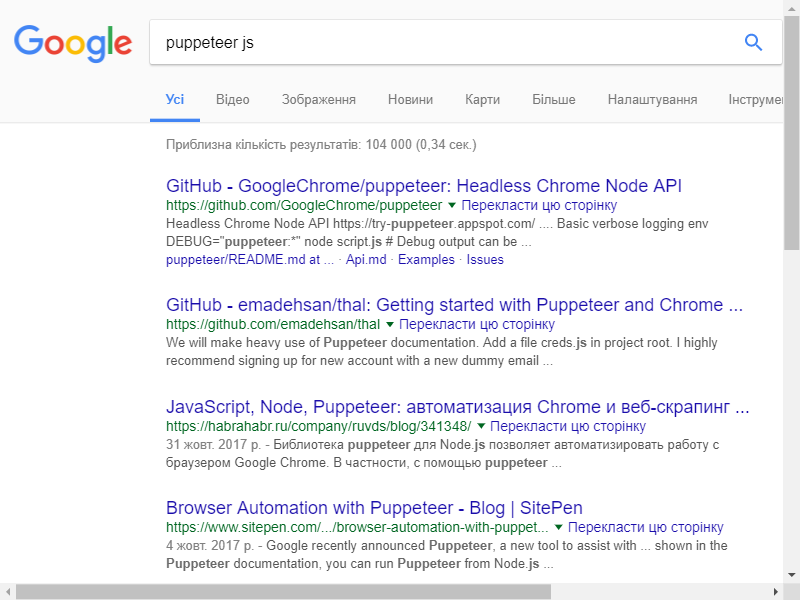 Google
puppeteer js
Усі Відео Зображення Новини Карти Більше Налаштування Інструмен
Приблизна кількість результатів: 104 000 (0,34 сек.)
GitHub - GoogleChrome/puppeteer: Headless Chrome Node API
https://github.com/GoogleChrome/puppeteer ▼ Перекласти цю сторінку
Headless Chrome Node API https://try-puppeteer.appspot.com/ .... Basic verbose logging env
DEBUG="puppeteer:*" node script.js # Debug output can be ...
puppeteer/README.md at ... · Api.md · Examples · Issues
GitHub - emadehsan/thal: Getting started with Puppeteer and Chrome ...
https://github.com/emadehsan/thal ▼ Перекласти цю сторінку
We will make heavy use of Puppeteer documentation. Add a file creds.js in project root. I highly
recommend signing up for new account with a new dummy email ...
JavaScript, Node, Puppeteer: автоматизация Chrome и веб-скрапинг ...
https://habrahabr.ru/company/ruvds/blog/341348/ ▼ Перекласти цю сторінку
31 жовт. 2017 р. - Библиотека puppeteer для Node.js позволяет автоматизировать работу с
браузером Google Chrome. В частности, с помощью puppeteer ...
Browser Automation with Puppeteer - Blog | SitePen
https://www.sitepen.com/.../browser-automation-with-puppet... ▼ Перекласти цю сторінку
4 жовт. 2017 р. - Google recently announced Puppeteer, a new tool to assist with ... shown in the
Puppeteer documentation, you can run Puppeteer from Node.js ...